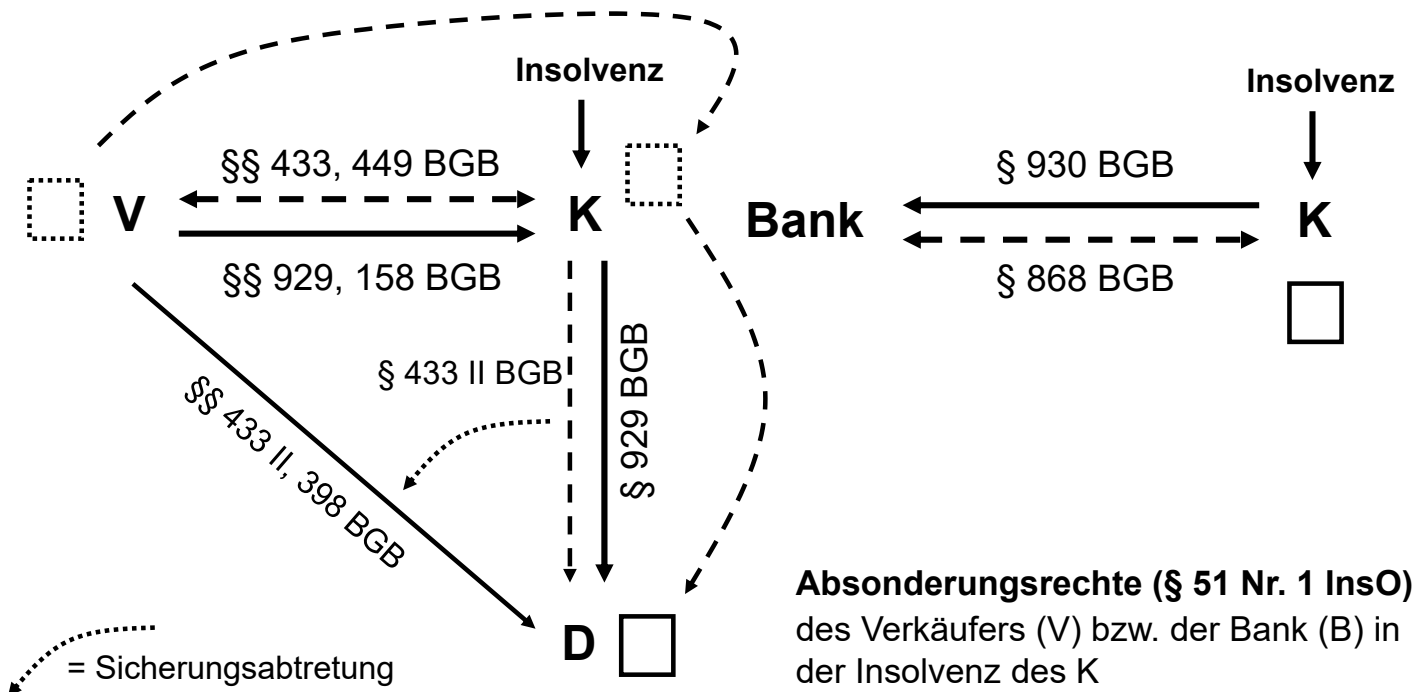 Insolvenz
Insolvenz
§§ 433, 449 BGB
§ 930 BGB
V
K
Bank
K
§§ 929, 158 BGB
§ 868 BGB
§ 433 II BGB
§ 929 BGB
§§ 433 II, 398 BGB
D
= Sicherungsabtretung
Absonderungsrechte (§ 51 Nr. 1 InsO)
des Verkäufers (V) bzw. der Bank (B) in
der Insolvenz des K